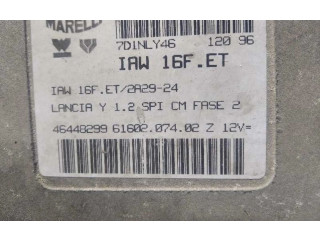 MARELLI
7D1NLY46 120 96
IAW 16F.ET
IAW 16F.ET/2A29-24
LANCIA Y 1.2 SPI CM FASE 2
46448299 61602.074.02 Z 12V=